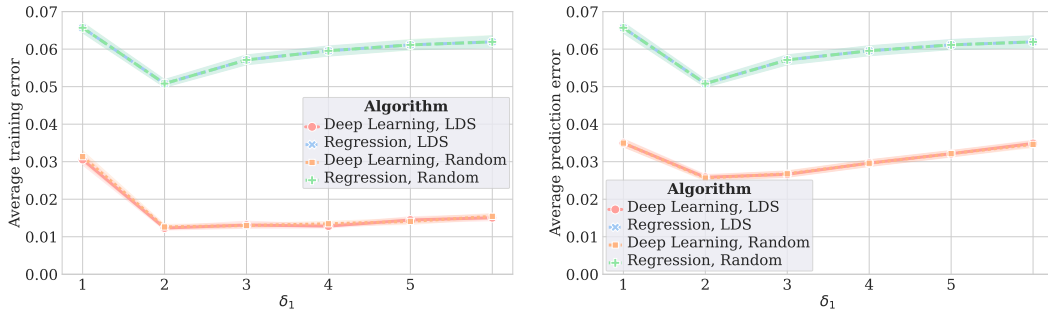 Average training error
0.07
0.06
0.05
0.04
0.03
0.02
0.01
0.00
1
2
3
4
5
δ1
Algorithm
Deep Learning, LDS
Regression, LDS
Deep Learning, Random
Regression, Random
Average prediction error
0.07
0.06
0.05
0.04
0.03
0.02
0.01
0.00
1
2
3
4
5
δ1
Algorithm
Deep Learning, LDS
Regression, LDS
Deep Learning, Random
Regression, Random